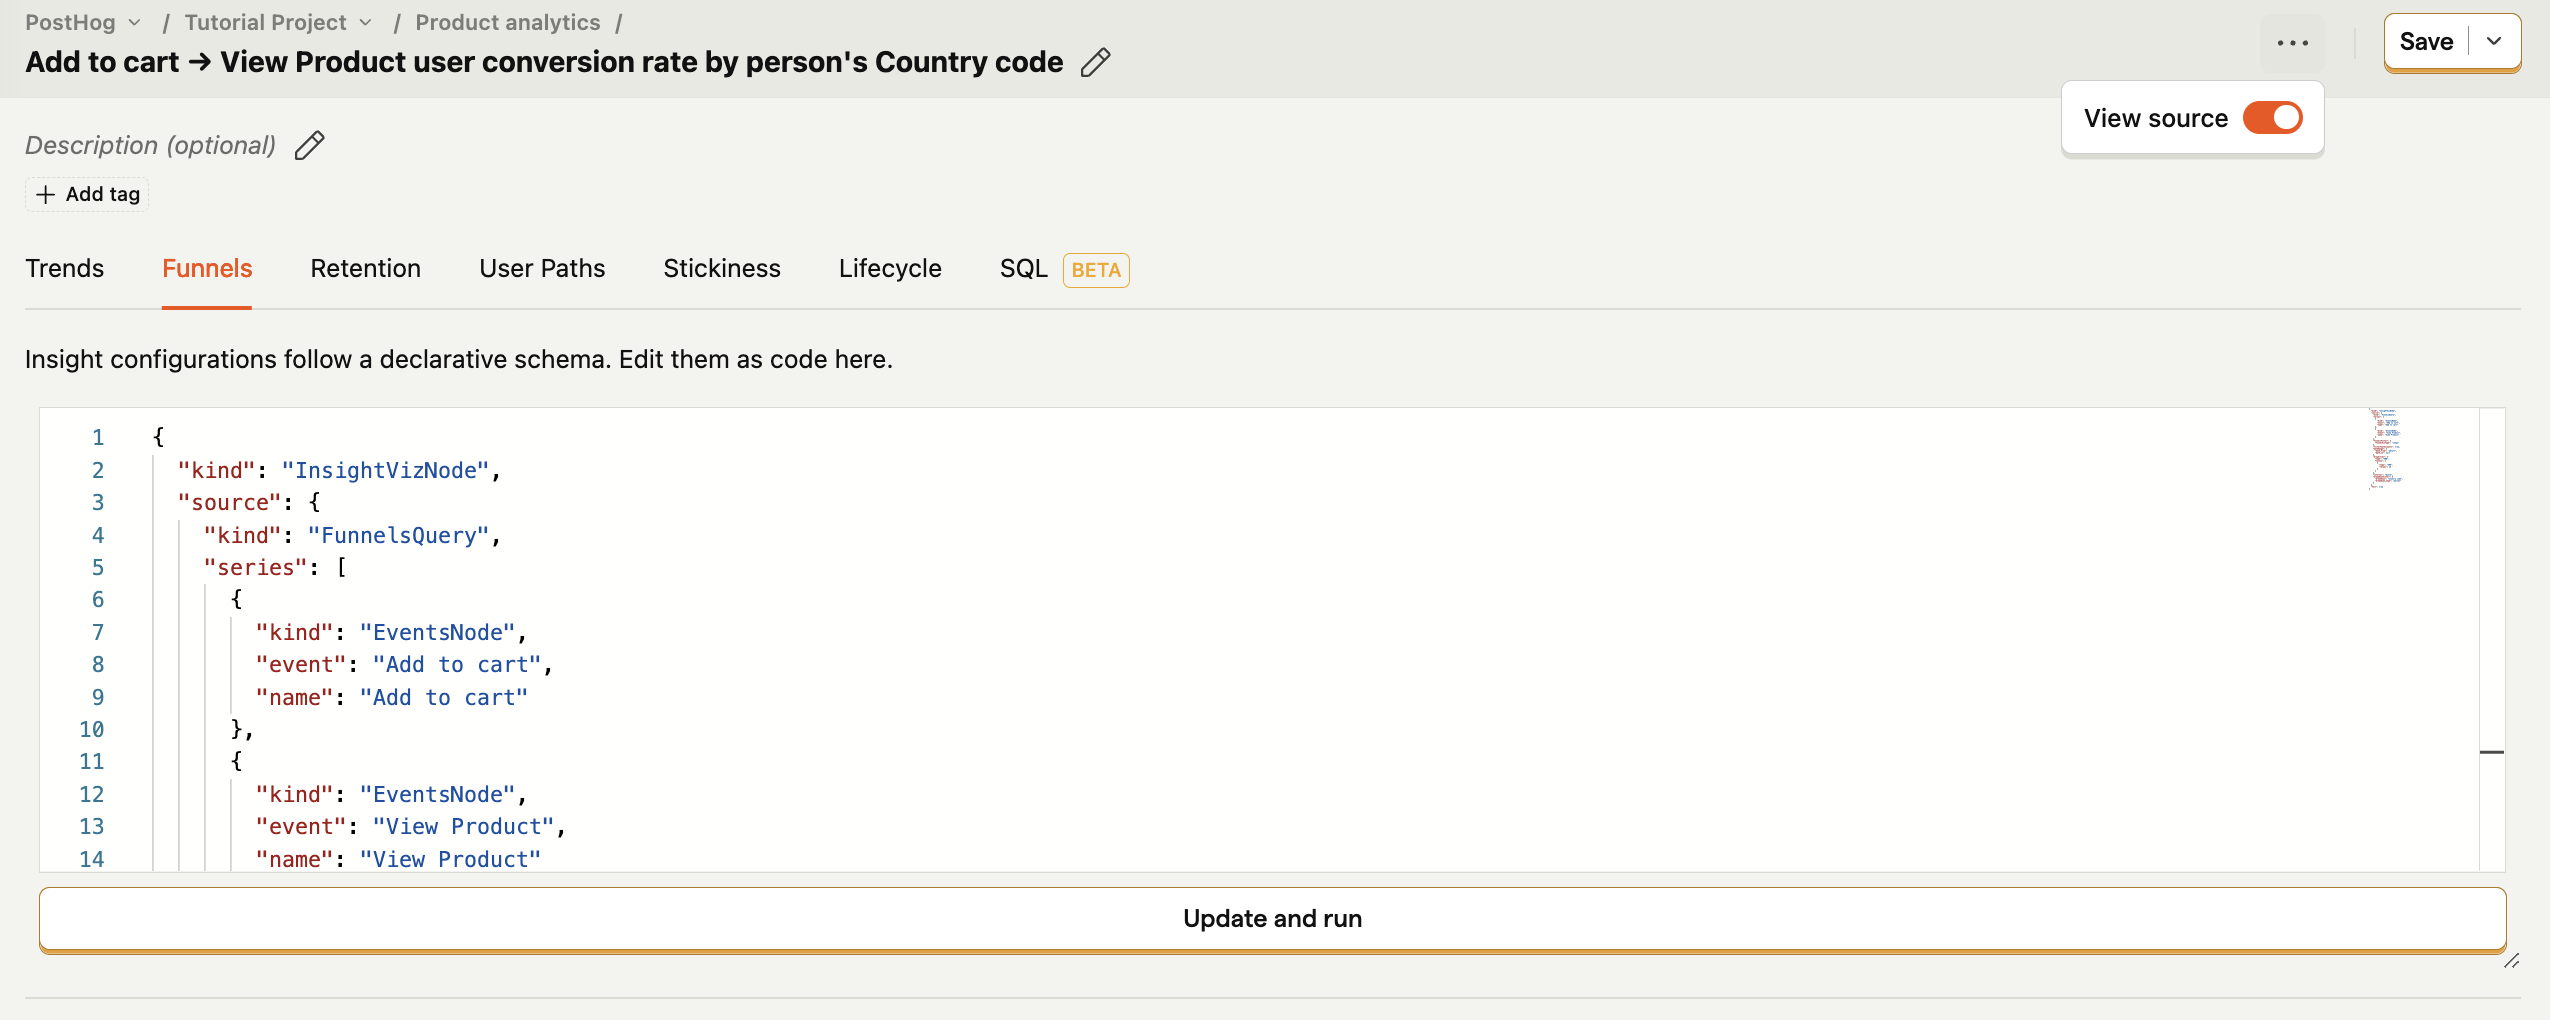 PostHog / Tutorial Project / Product analytics /
Add to cart → View Product user conversion rate by person's Country code
Save
View source
Description (optional)
+ Add tag
Trends Funnels Retention User Paths Stickiness Lifecycle SQL BETA
Insight configurations follow a declarative schema. Edit them as code here.
1 {
2 "kind": "InsightVizNode",
3 "source": {
4 "kind": "FunnelsQuery",
5 "series": [
6 {
7 "kind": "EventsNode",
8 "event": "Add to cart",
9 "name": "Add to cart"
10 },
11 {
12 "kind": "EventsNode",
13 "event": "View Product",
14 "name": "View Product"
Update and run